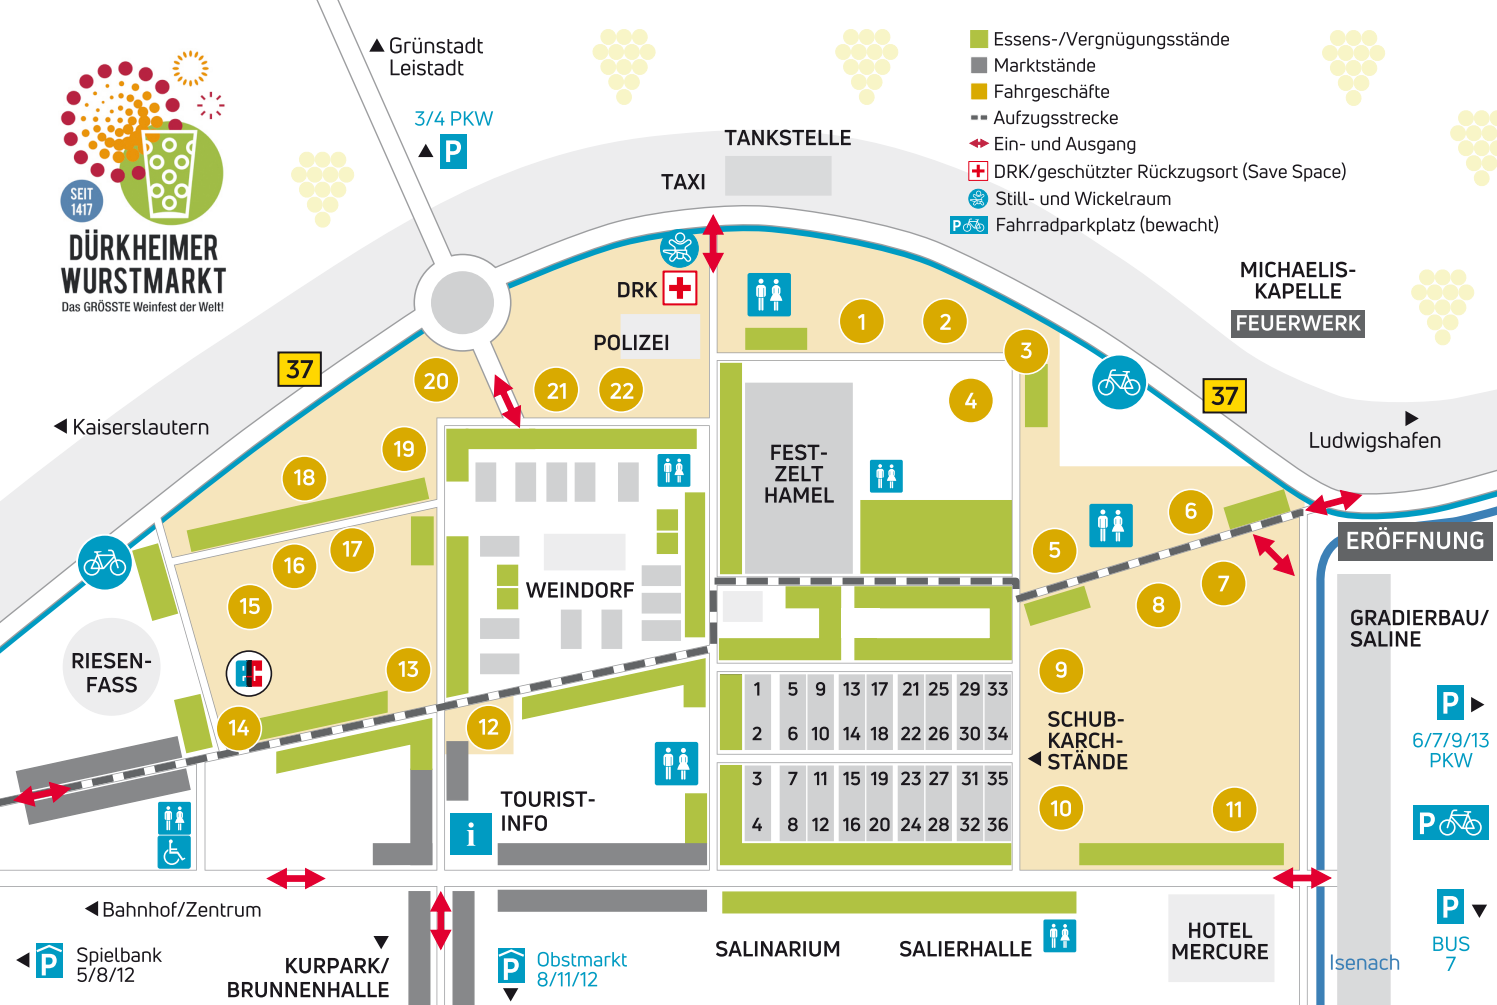 Grünstadt
Leistadt
3/4 PKW
P
SEIT
1417
DÜRKHEIMER
WURSTMARKT
Das GRÖSSTE Weinfest der Welt!
Essens-/Vergnügungsstände
Marktstände
Fahrgeschäfte
Aufzugsstrecke
Ein- und Ausgang
DRK/geschützter Rückzugsort (Save Space)
Still- und Wickelraum
P
Fahrradparkplatz (bewacht)
TANKSTELLE
TAXI
DRK
POLIZEI
MICHAELIS-
KAPELLE
FEUERWERK
37
37
Kaiserslautern
Ludwigshafen
1
2
3
4
20
21
22
19
18
17
16
15
14
13
12
5
6
7
8
9
10
11
FEST-
ZELT
HAMEL
WEINDORF
RIESEN-
FASS
ERÖFFNUNG
GRADIERBAU/
SALINE
1 5 9 13 17 21 25 29 33
2 6 10 14 18 22 26 30 34
3 7 11 15 19 23 27 31 35
4 8 12 16 20 24 28 32 36
SCHUB-
KARCH-
STÄNDE
P
6/7/9/13
PKW
P
P
BUS
7
TOURIST-
INFO
i
Bahnhof/Zentrum
P
Spielbank
5/8/12
KURPARK/
BRUNNENHALLE
P
Obstmarkt
8/11/12
SALINARIUM
SALIERHALLE
HOTEL
MERCURE
Isenach